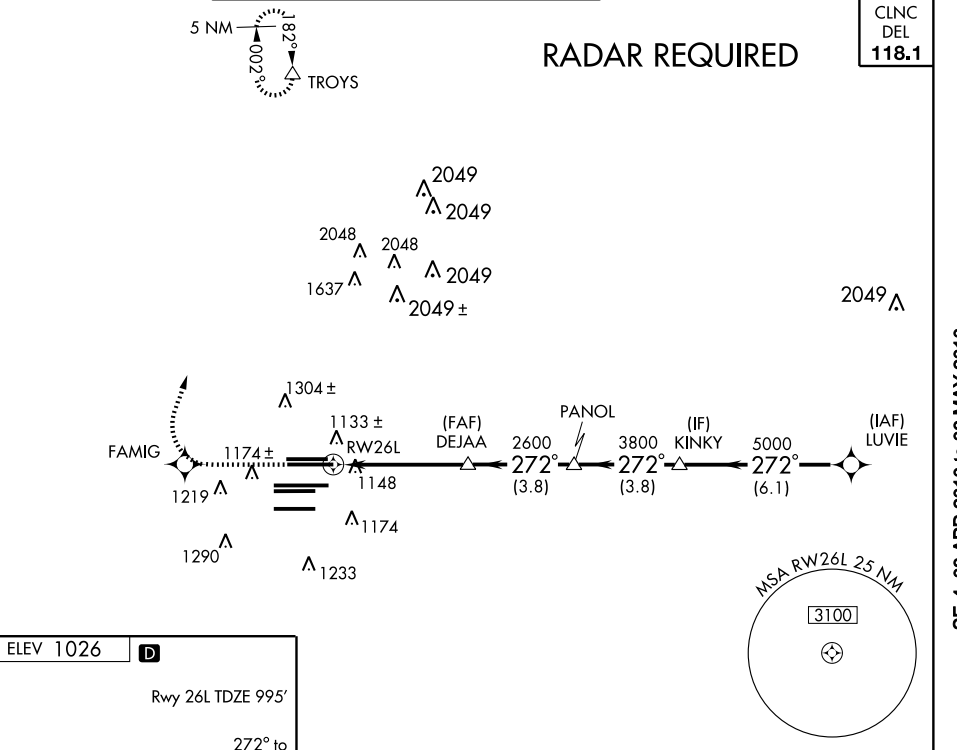 5 NM
182°
002°
TROYS
RADAR REQUIRED
CLNC
DEL
118.1
2049
2049
2048
2048
2049
1637
2049 ±
2049
1304 ±
1133 ±
RW26L
FAMIG
1174 ±
1148
1219
1174
1290
1233
(FAF)
DEJAA
2600
272°
(3.8)
PANOL
3800
272°
(3.8)
(IF)
KINKY
5000
272°
(6.1)
(IAF)
LUVIE
MSA RW26L 25 NM
3100
ELEV 1026
D
Rwy 26L TDZE 995'
272° to